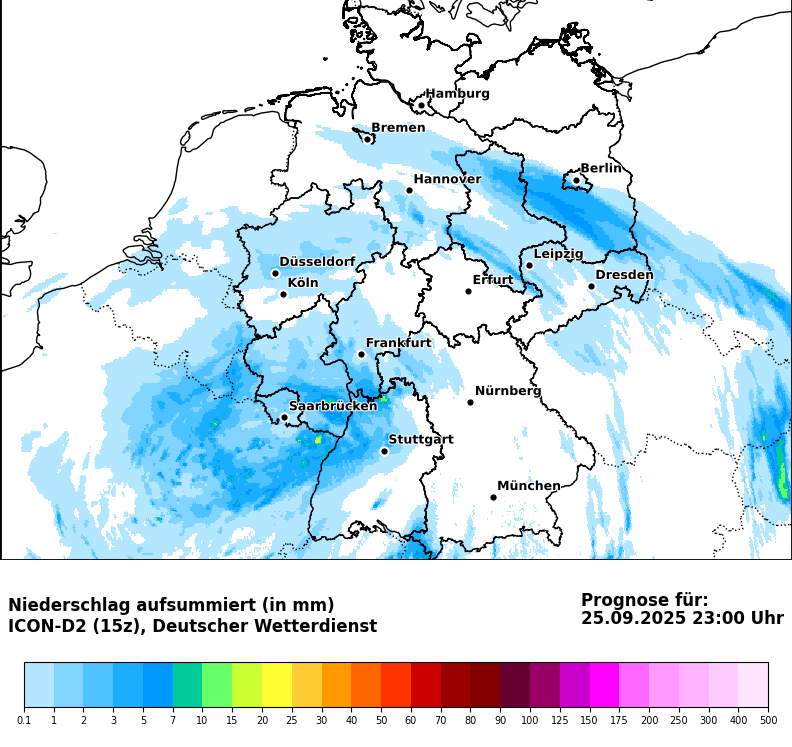 Hamburg
Bremen
Berlin
Hannover
Leipzig
Düsseldorf
Dresden
Köln
Erfurt
Frankfurt
Nürnberg
Saarbrücken
Stuttgart
München
Niederschlag aufsummiert (in mm)
ICON-D2 (15z), Deutscher Wetterdienst
Prognose für:
25.09.2025 23:00 Uhr
0.1 1 2 3 5 7 10 15 20 25 30 40 50 60 70 80 90 100 125 150 175 200 250 300 400 500